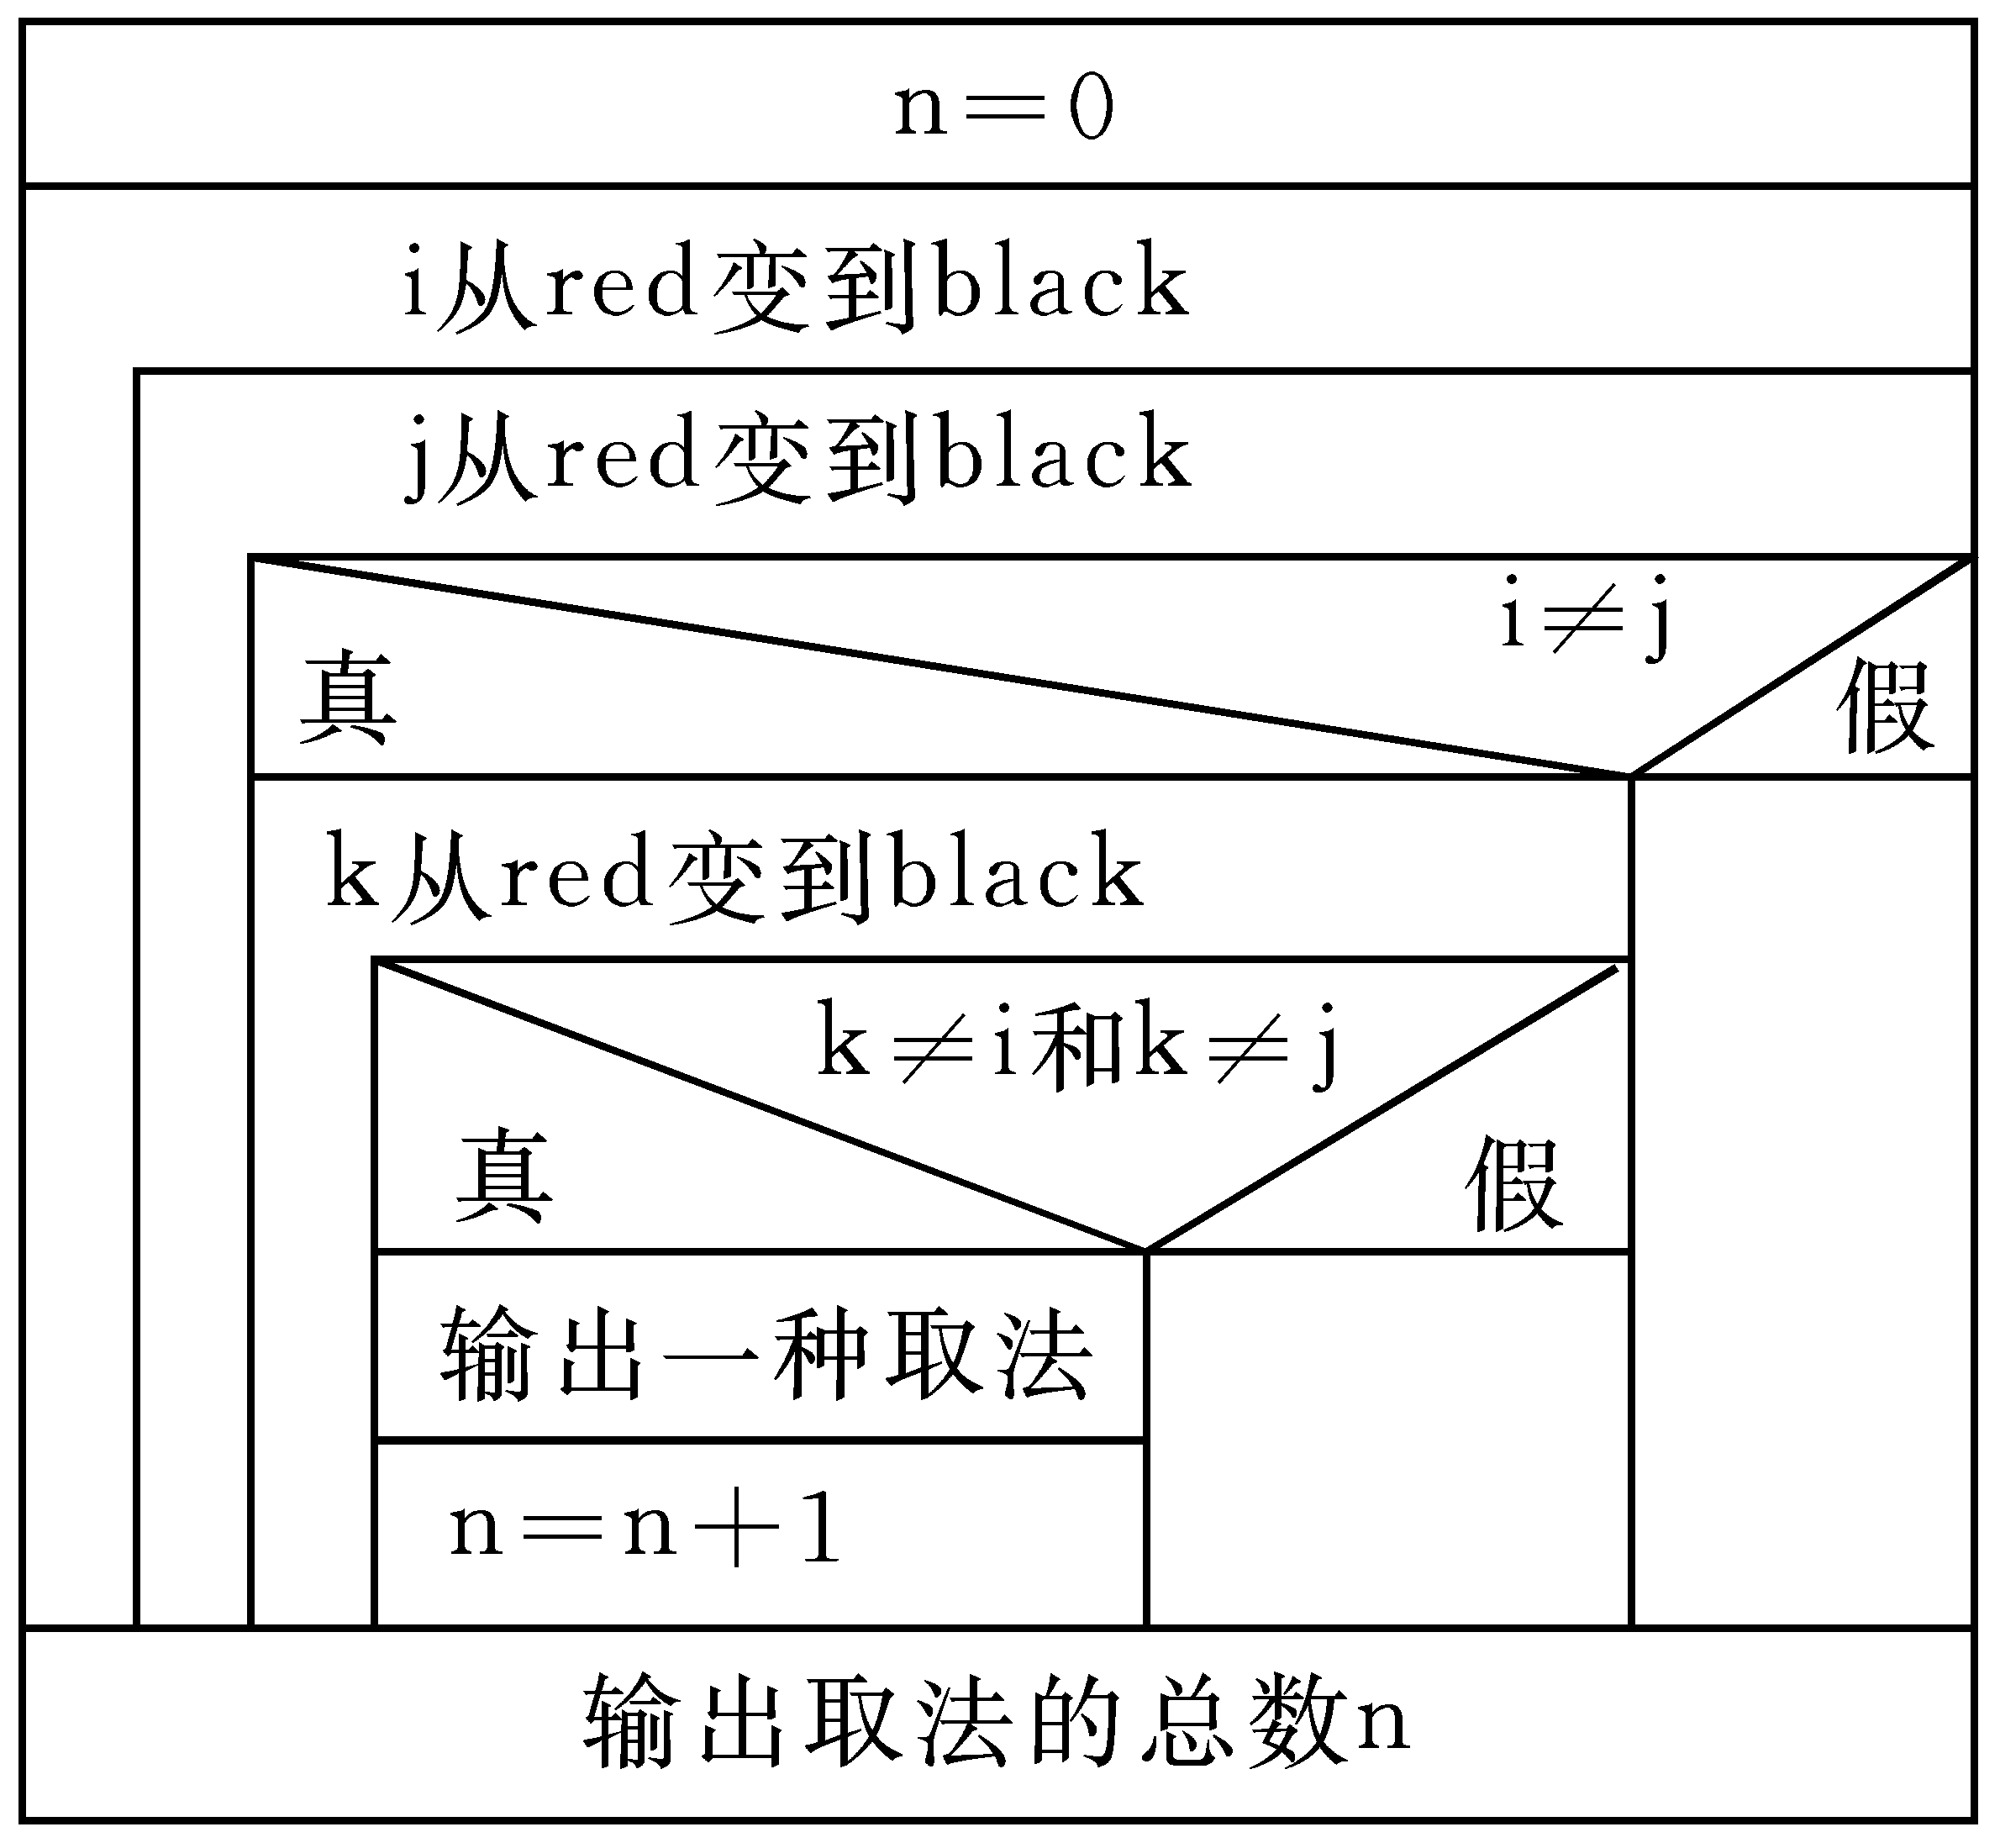 n=0
i从red变到black
j从red变到black
i≠j
真
假
k从red变到black
k≠i和k≠j
真
假
输出一种取法
n=n+1
输出取法的总数n